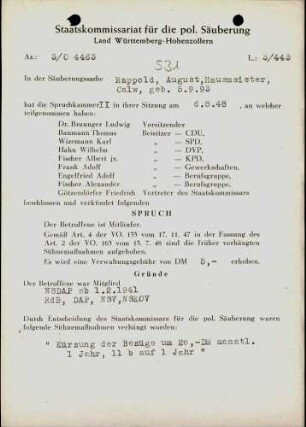 Staatskommissariat für die pol. Säuberung
Land Württemberg-Hohenzollern
Az.: 3/C 4463 L.: 3/443
531
In der Säuberungssache Rappold, August, Hausmeister,
Calw, geb. 5.9.93
hat die Spruchkammer II in ihrer Sitzung am 6.8.48 , an welcher
teilgenommen haben:
Dr. Braunger Ludwig Vorsitzender
Baumann Thomas Beisitzer — CDU,
Wizemann Karl „ — SPD,
Hahn Wilhelm „ — DVP,
Fischer Albert jr. „ — KPD,
Frank Adolf „ — Gewerkschaften,
Engelfried Adolf „ — Berufsgruppe,
Fischer Alexander „ — Berufsgruppe,
Göttersdorfer Friedrich Vertreter des Staatskommissars
beschlossen und verkündet folgenden
SPRUCH
Der Betroffene ist Mitläufer.
Gemäß Art. 4 der VO. 133 vom 17. 11. 47 in der Fassung des
Art. 2 der VO. 165 vom 13. 7. 48 sind die früher verhängten
Sühnemaßnahmen aufgehoben.
Es wird eine Verwaltungsgebühr von DM 5,- erhoben.
Gründe
Der Betroffene war Mitglied
NSDAP ab 1.2.1941
RdB, DAF, NSV, NSKOV
Durch Entscheidung des Staatskommissars für die pol. Säuberung waren
folgende Sühnemaßnahmen verhängt worden:
" Kürzung der Bezüge um 20,-DM monatl.
1 Jahr, 11 b auf 1 Jahr "